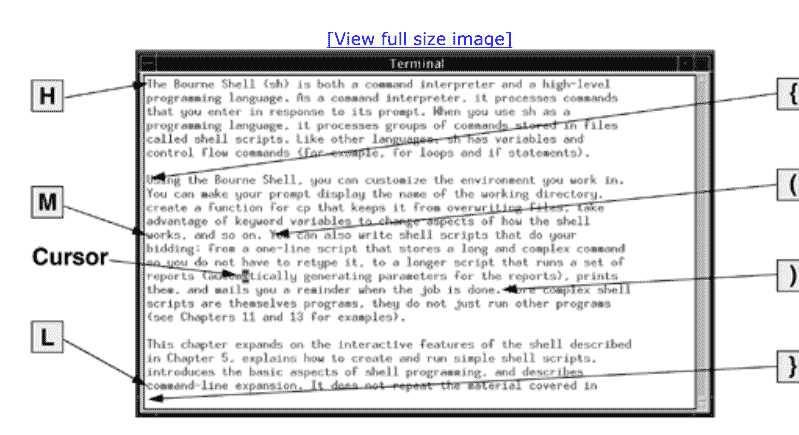 [View full size image]
Terminal
H
M
Cursor
L
{
(
)
}
The Bourne Shell (sh) is both a command interpreter and a high-level
programming language. As a command interpreter, it processes commands
that you enter in response to its prompt. When you use sh as a
programming language, it processes groups of commands stored in files
called shell scripts. Like other languages, sh has variables and
control flow commands (for example, for loops and if statements).
Using the Bourne Shell, you can customize the environment you work in.
You can make your prompt display the name of the working directory,
create a function for cp that keeps it from overwriting files, take
advantage of keyword variables to change aspects of how the shell
works, and so on. You can also write shell scripts that do your
bidding: from a one-line script that stores a long and complex command
so you do not have to retype it, to a longer script that runs a set of
reports (automatically generating parameters for the reports), prints
them, and mails you a reminder when the job is done. More complex shell
scripts are themselves programs, they do not just run other programs
(see Chapters 11 and 13 for examples).
This chapter expands on the interactive features of the shell described
in Chapter 5, explains how to create and run simple shell scripts,
introduces the basic aspects of shell programming, and describes
command-line expansion. It does not repeat the material covered in